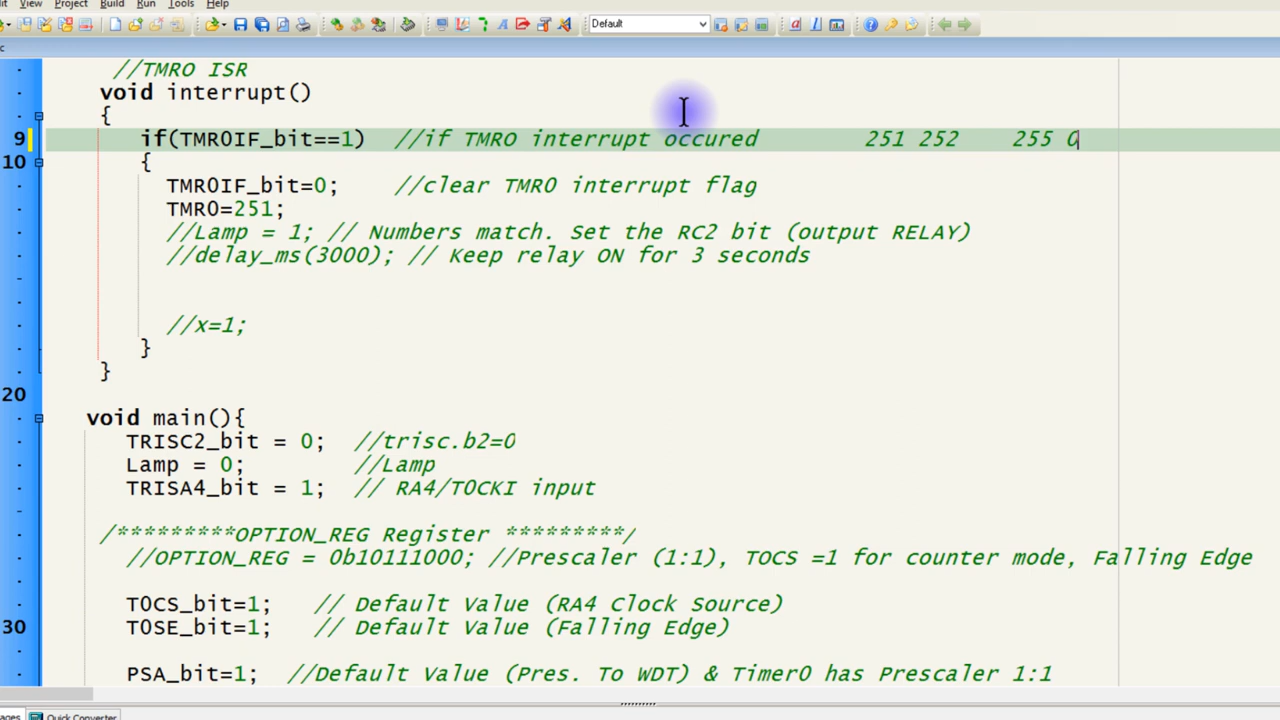 View Project Build Run Tools Help
Default
//TMRO ISR
void interrupt()
{
9 if(TMR0IF_bit==1) //if TMRO interrupt occured 251 252 255 0
10 {
TMR0IF_bit=0; //clear TMRO interrupt flag
TMR0=251;
//Lamp = 1; // Numbers match. Set the RC2 bit (output RELAY)
//delay_ms(3000); // Keep relay ON for 3 seconds
//x=1;
}
}
20
void main(){
TRISC2_bit = 0; //trisc.b2=0
Lamp = 0; //Lamp
TRISA4_bit = 1; // RA4/TOCKI input
/*********OPTION_REG Register *********/
//OPTION_REG = 0b10111000; //Prescaler (1:1), TOCS =1 for counter mode, Falling Edge
T0CS_bit=1; // Default Value (RA4 Clock Source)
30 T0SE_bit=1; // Default Value (Falling Edge)
PSA_bit=1; //Default Value (Pres. To WDT) & Timer0 has Prescaler 1:1
Quick Converter